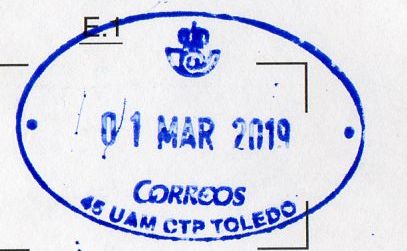 E.1
01 MAR 2019
CORREOS
45 UAM CTP TOLEDO